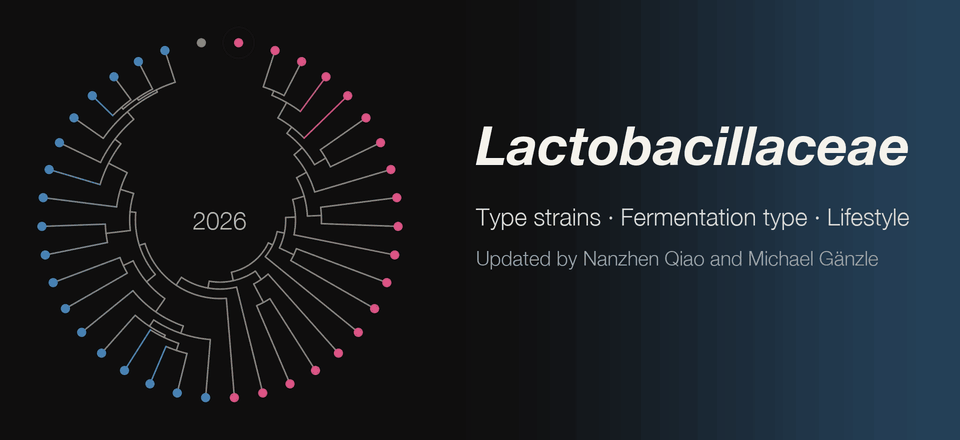 2026
Lactobacillaceae
Type strains · Fermentation type · Lifestyle
Updated by Nanzhen Qiao and Michael Gänzle